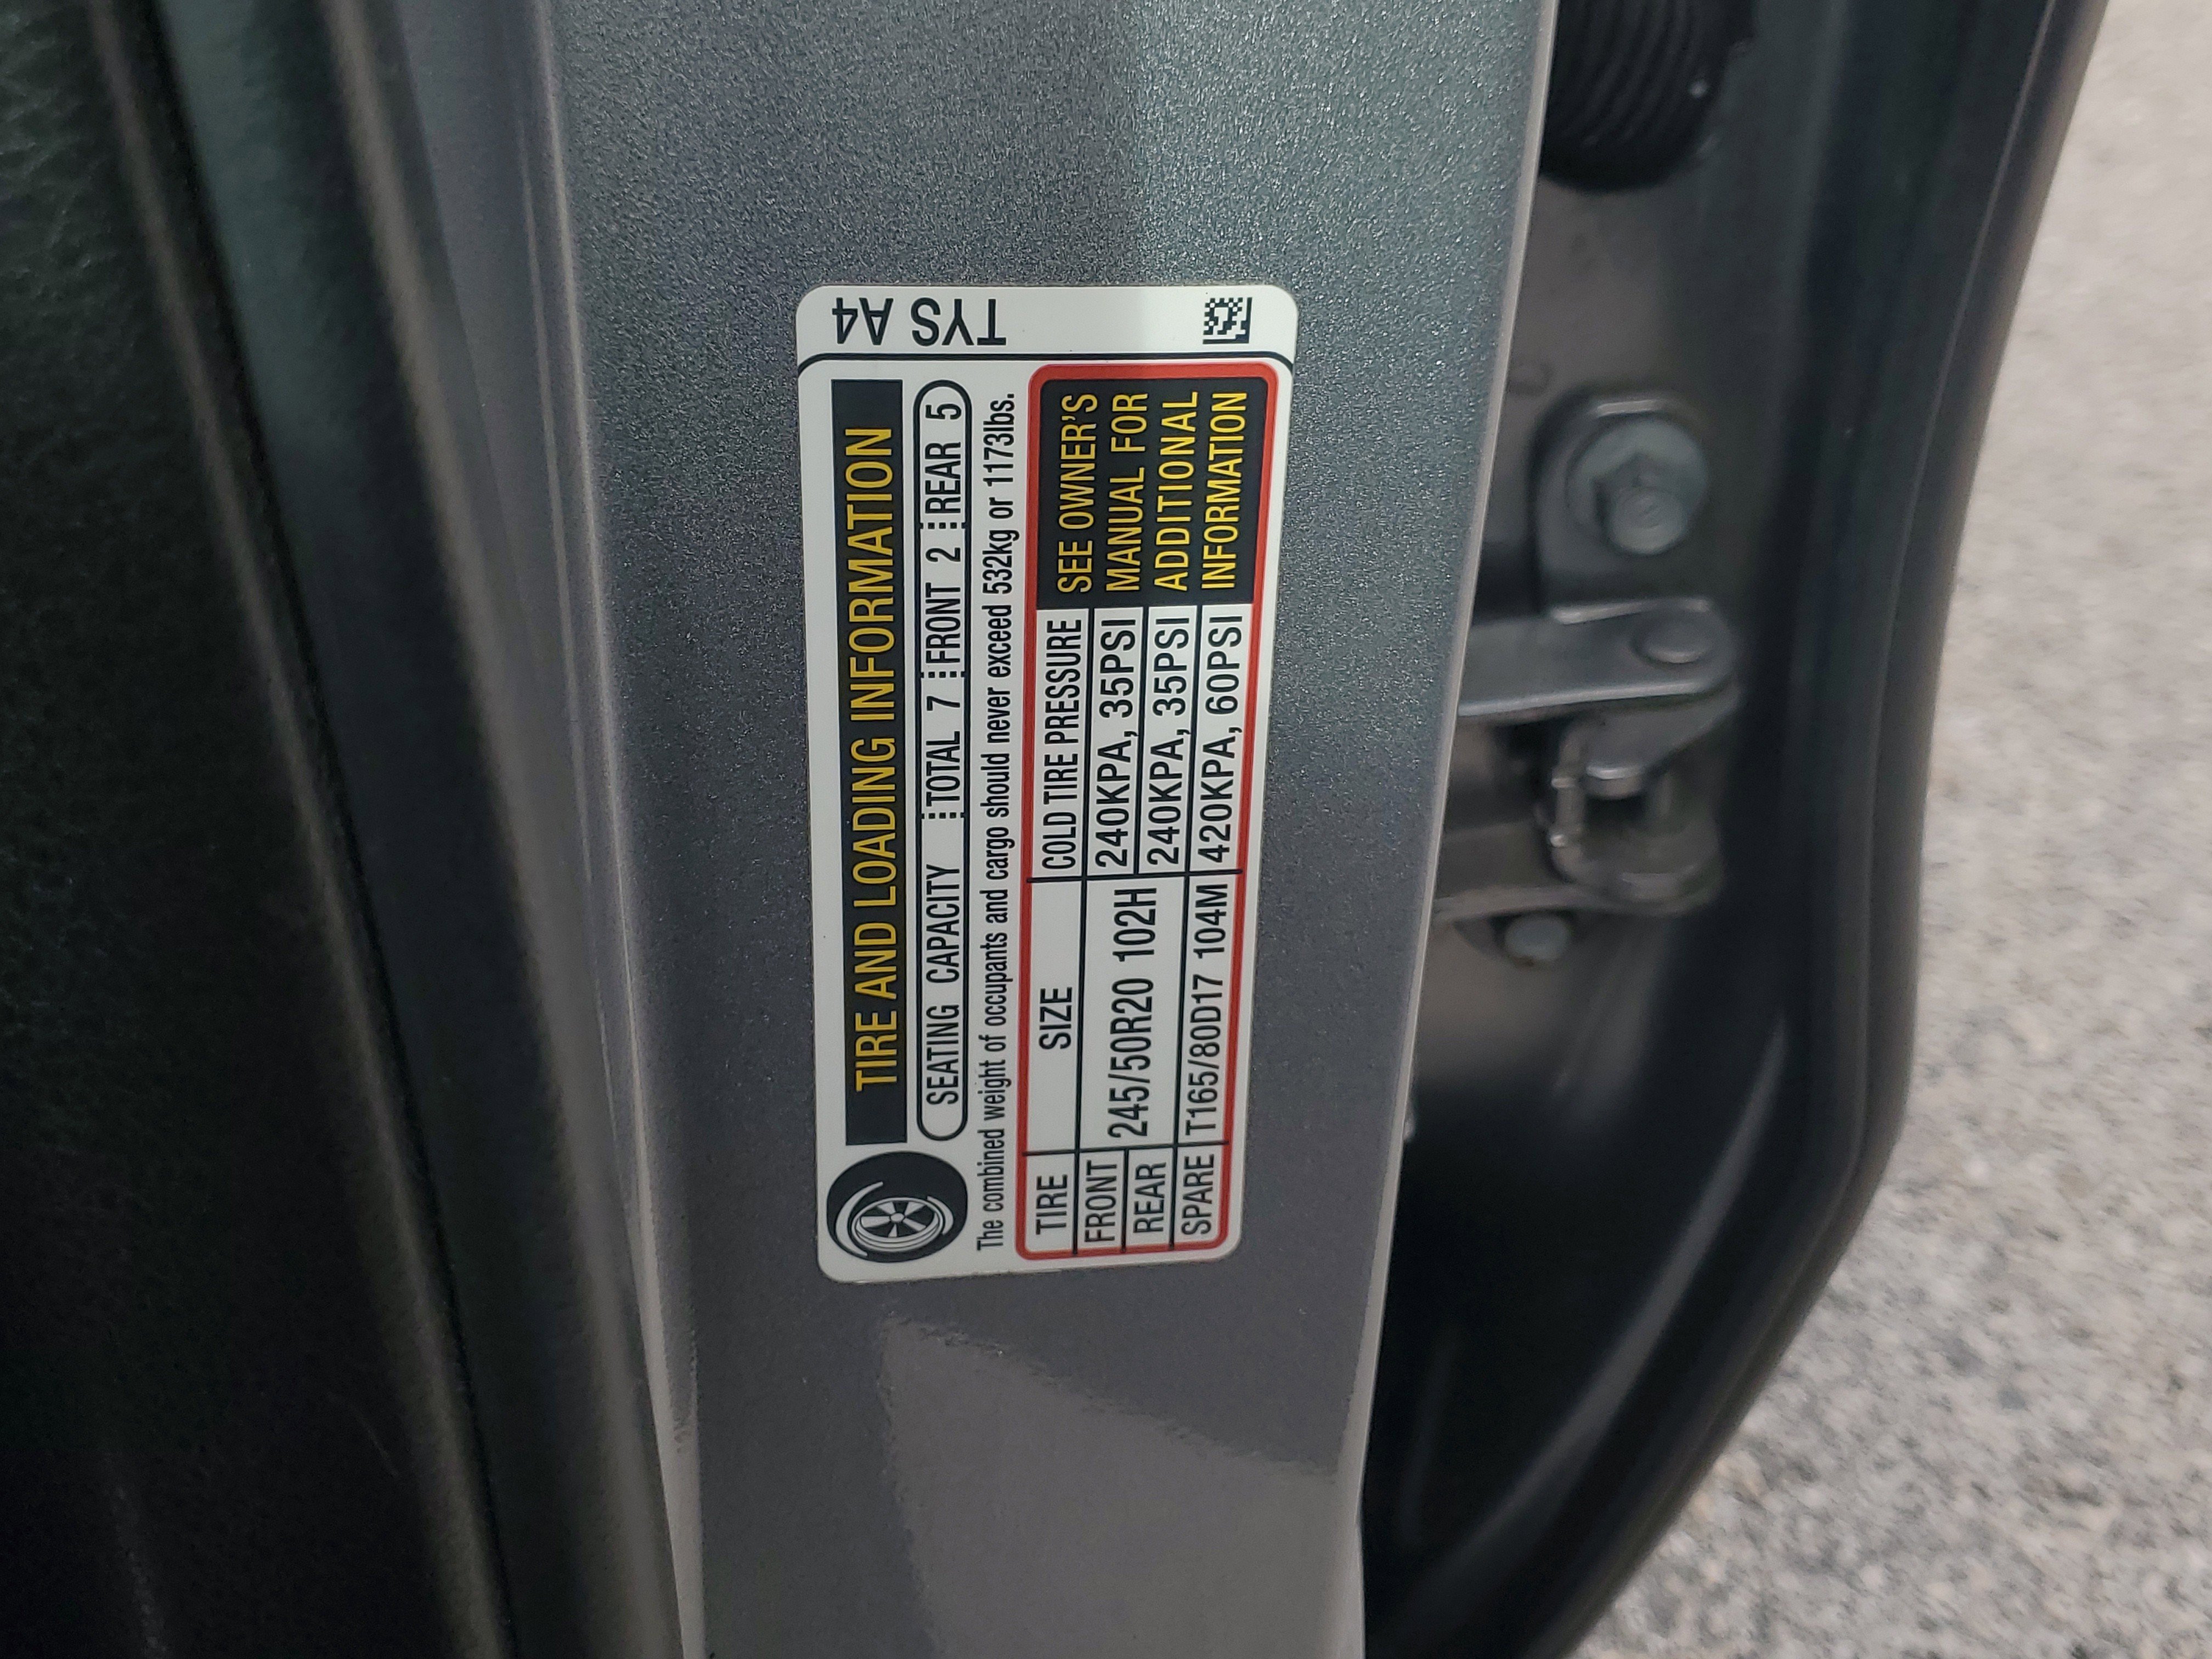 TIRE AND LOADING INFORMATION
SEATING CAPACITY TOTAL 7 FRONT 2 REAR 5
The combined weight of occupants and cargo should never exceed 532kg or 1173lbs.
TIRE SIZE COLD TIRE PRESSURE
FRONT 245/50R20 102H 240KPA, 35PSI
REAR 240KPA, 35PSI
SPARE T165/80D17 104M 420KPA, 60PSI
SEE OWNER'S
MANUAL FOR
ADDITIONAL
INFORMATION
TYS A4